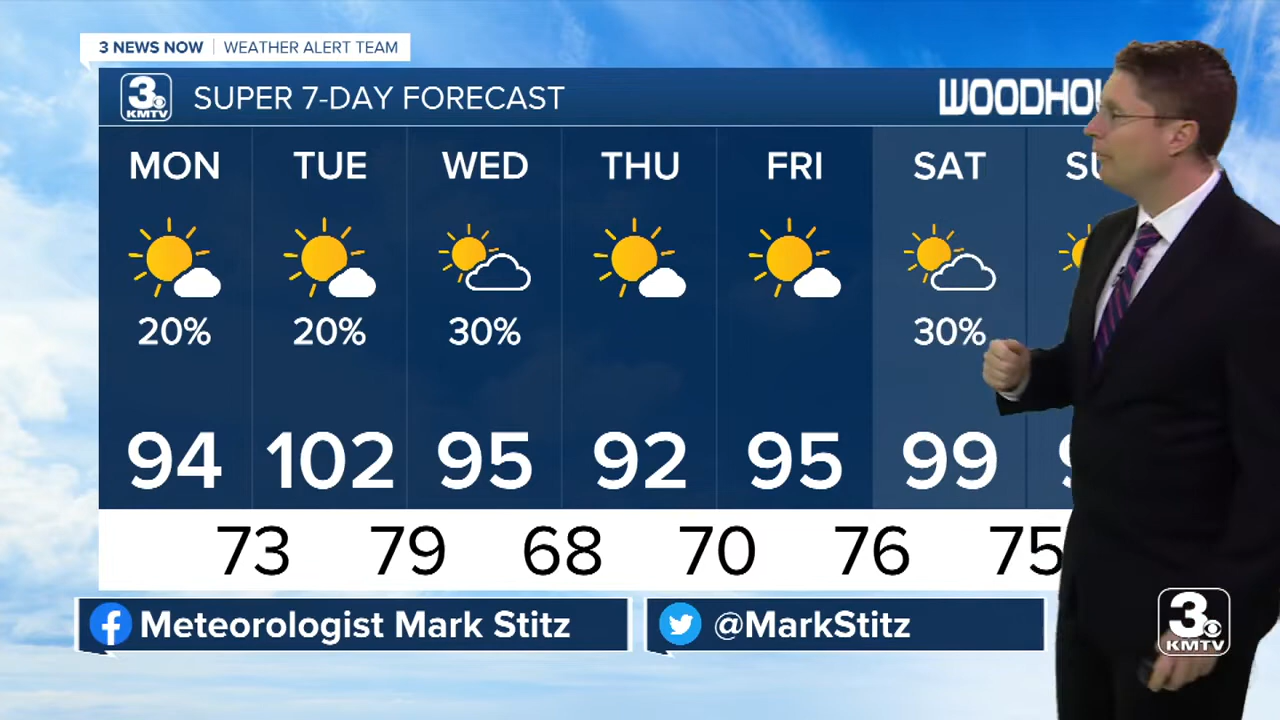 3 NEWS NOW WEATHER ALERT TEAM
3 KMTV SUPER 7-DAY FORECAST
MON TUE WED THU FRI SAT
20% 20% 30% 30%
94 102 95 92 95 99
73 79 68 70 76 75
Meteorologist Mark Stitz @MarkStitz
3 KMTV